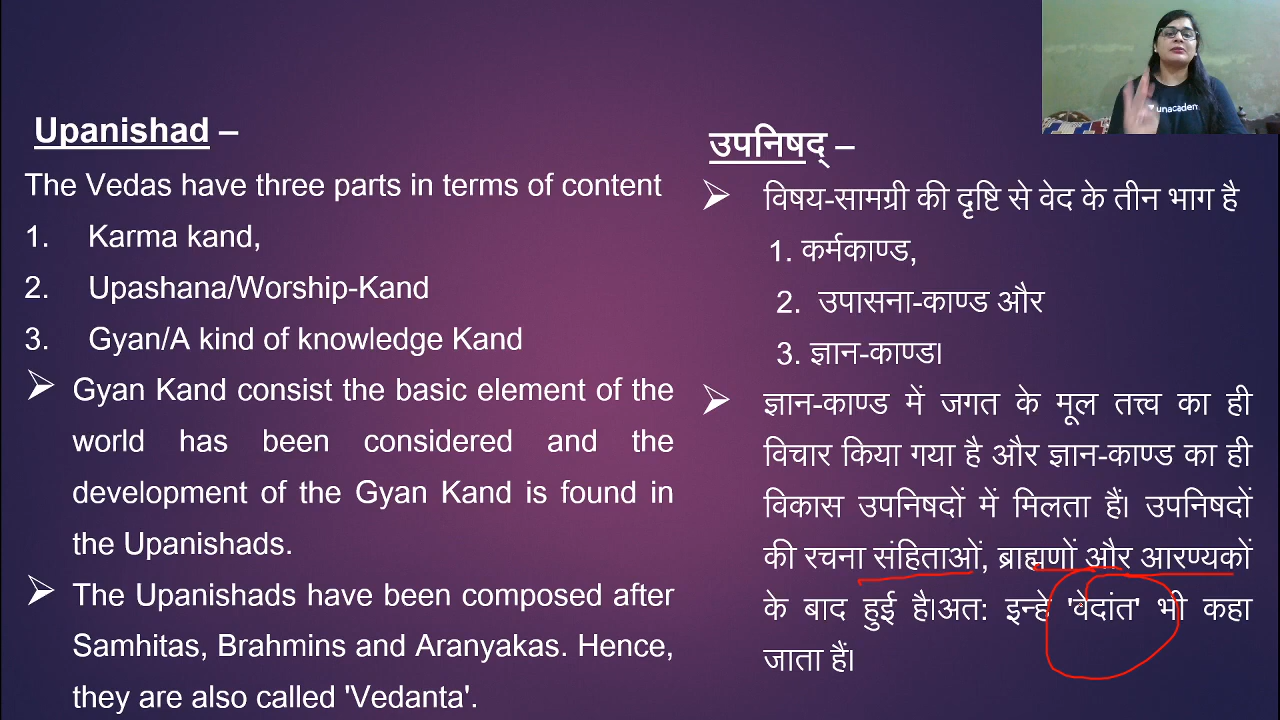 Upanishad –
The Vedas have three parts in terms of content
1. Karma kand,
2. Upashana/Worship-Kand
3. Gyan/A kind of knowledge Kand
Gyan Kand consist the basic element of the
world has been considered and the
development of the Gyan Kand is found in
the Upanishads.
The Upanishads have been composed after
Samhitas, Brahmins and Aranyakas. Hence,
they are also called 'Vedanta'.
उपनिषद् –
विषय-सामग्री की दृष्टि से वेद के तीन भाग है
1. कर्मकाण्ड,
2. उपासना-काण्ड और
3. ज्ञान-काण्ड।
ज्ञान-काण्ड में जगत के मूल तत्त्व का ही
विचार किया गया है और ज्ञान-काण्ड का ही
विकास उपनिषदों में मिलता हैं। उपनिषदों
की रचना संहिताओं, ब्राह्मणों और आरण्यकों
के बाद हुई है।अत: इन्हे 'वेदांत' भी कहा
जाता हैं।
unacadem